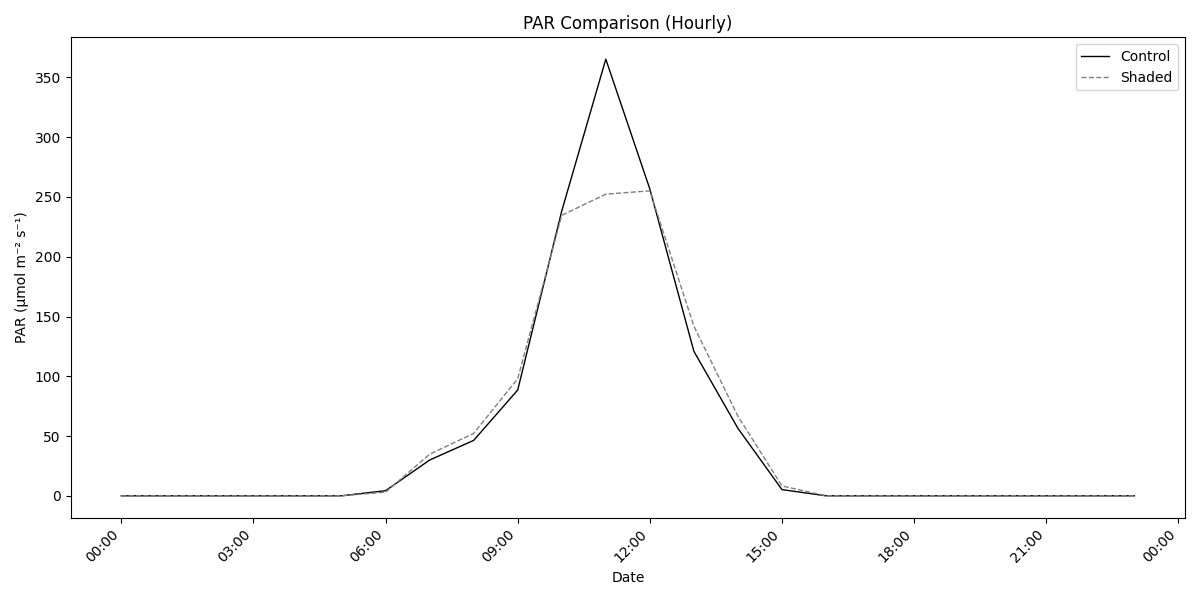 PAR Comparison (Hourly)
Control
Shaded
PAR (μmol m⁻² s⁻¹)
350
300
250
200
150
100
50
0
00:00 03:00 06:00 09:00 12:00 15:00 18:00 21:00 00:00
Date